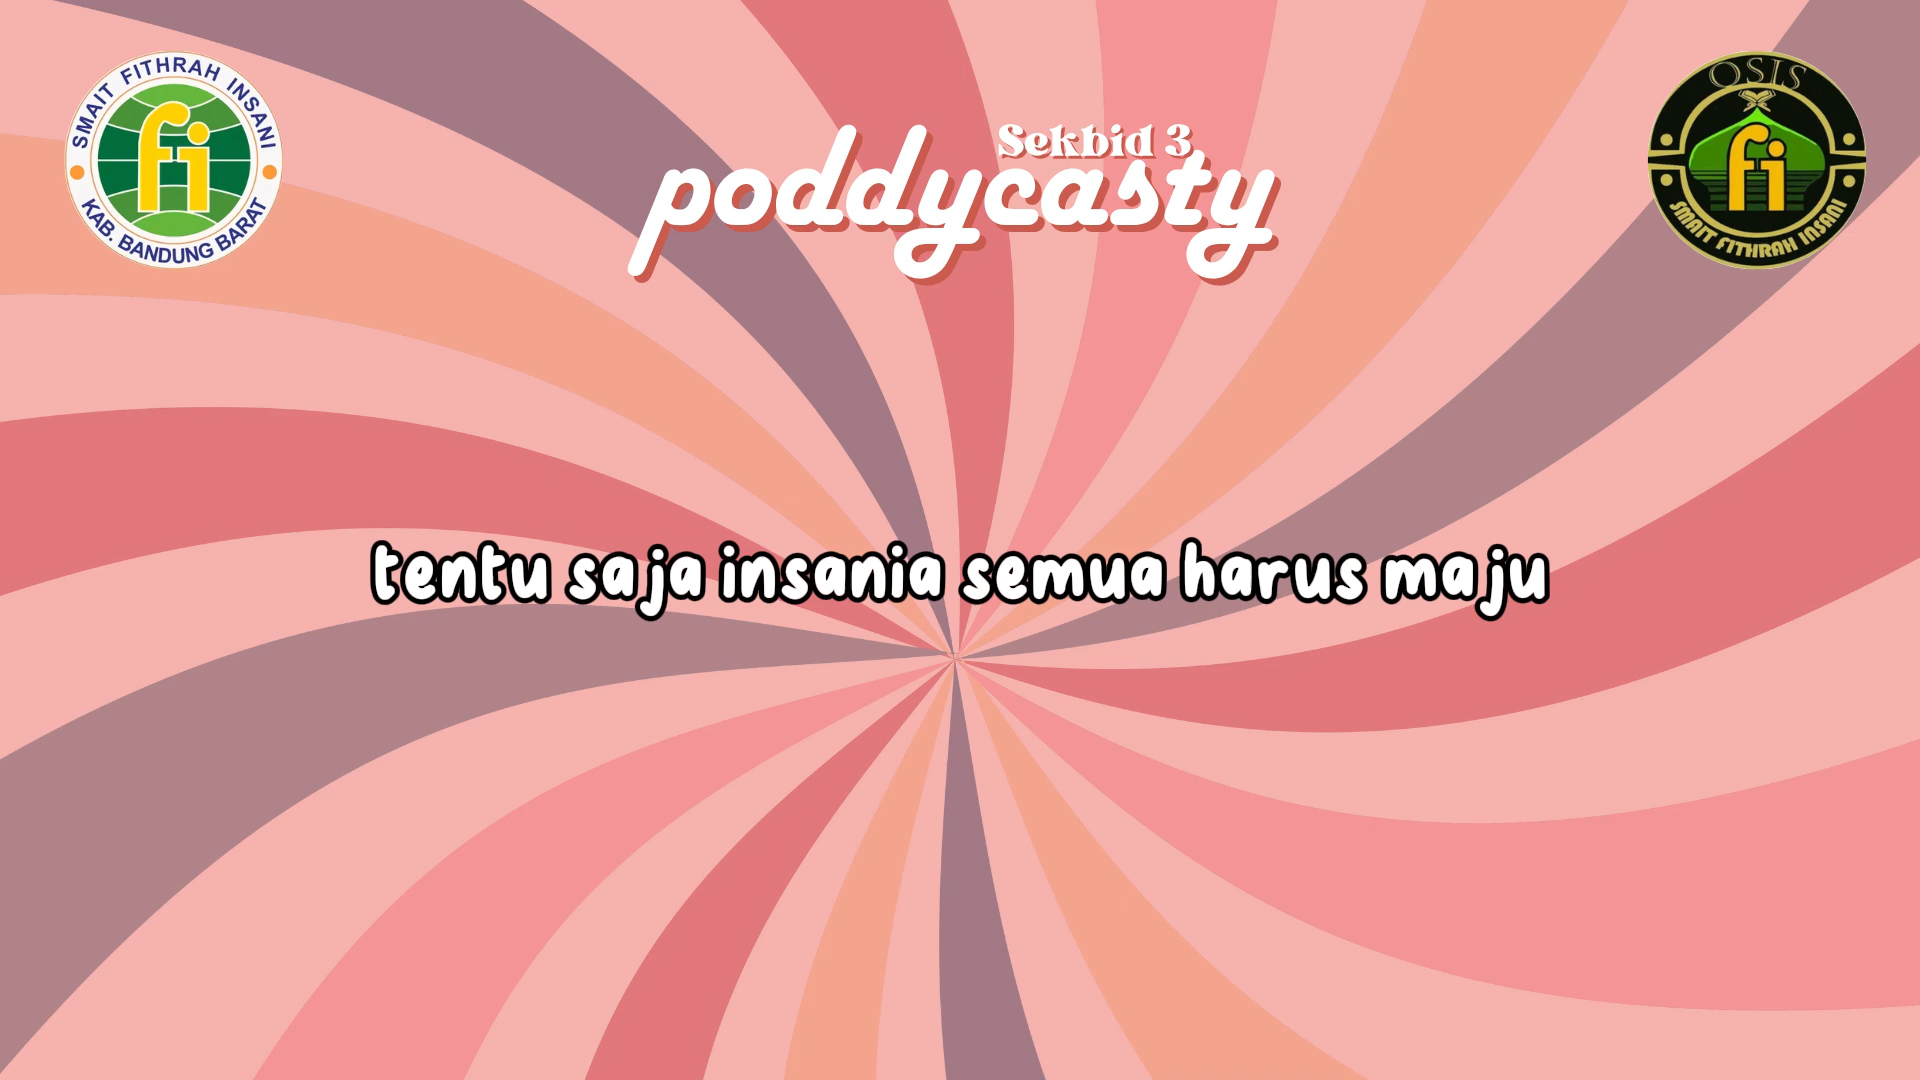 SMAIT FITHRAH INSANI
fi
KAB. BANDUNG BARAT
Sekbid 3
poddycasty
OSIS
fi
SMAIT FITHRAH INSANI
tentu saja insania semua harus maju